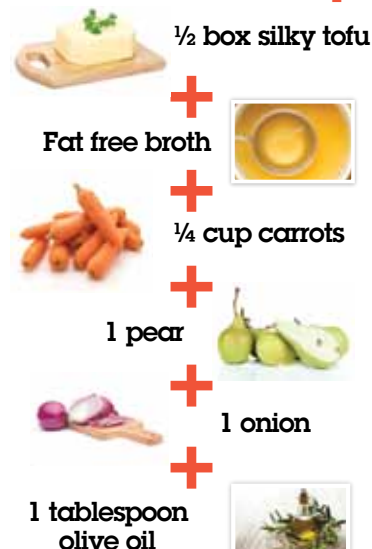 ½ box silky tofu
Fat free broth
¼ cup carrots
1 pear
1 onion
1 tablespoon
olive oil